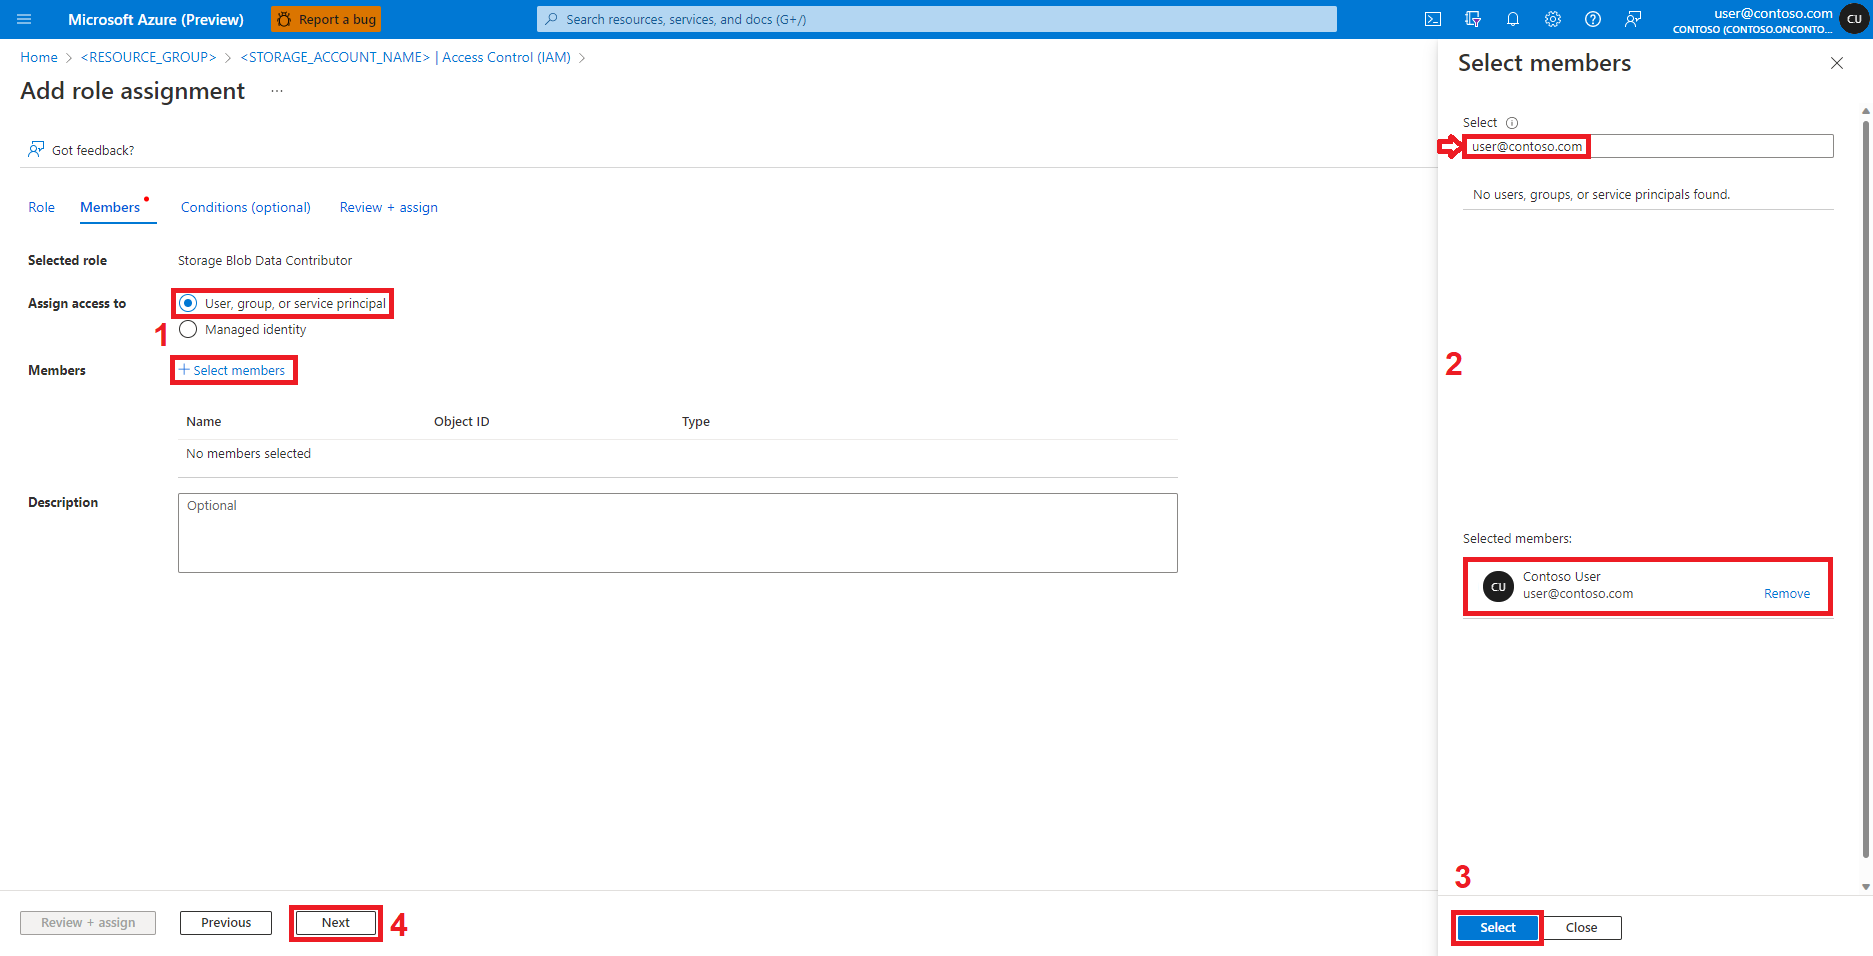 Microsoft Azure (Preview)
Report a bug
Search resources, services, and docs (G+/)
user@contoso.com
CONTOSO (CONTOSO.ONCONTO...
CU
Home > <RESOURCE_GROUP> > <STORAGE_ACCOUNT_NAME> | Access Control (IAM) >
Add role assignment ...
Got feedback?
Role
Members
Conditions (optional)
Review + assign
Selected role
Storage Blob Data Contributor
Assign access to
User, group, or service principal
1
Managed identity
Members
+ Select members
Name
Object ID
Type
No members selected
Description
Optional
Review + assign
Previous
Next
4
Select members
Select
user@contoso.com
No users, groups, or service principals found.
2
Selected members:
CU
Contoso User
user@contoso.com
Remove
3
Select
Close